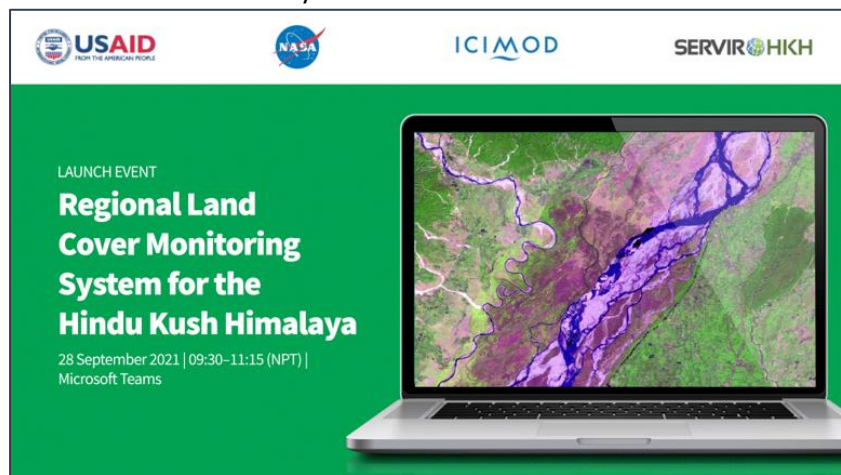 USAID
FROM THE AMERICAN PEOPLE
NASA
ICIMOD
SERVIR HKH
LAUNCH EVENT
Regional Land
Cover Monitoring
System for the
Hindu Kush Himalaya
28 September 2021 | 09:30–11:15 (NPT) |
Microsoft Teams